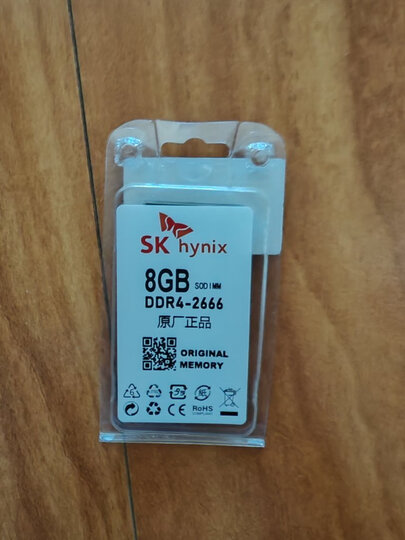 SK hynix
8GB SODIMM
DDR4-2666
原厂正品
ORIGINAL
MEMORY
RoHS